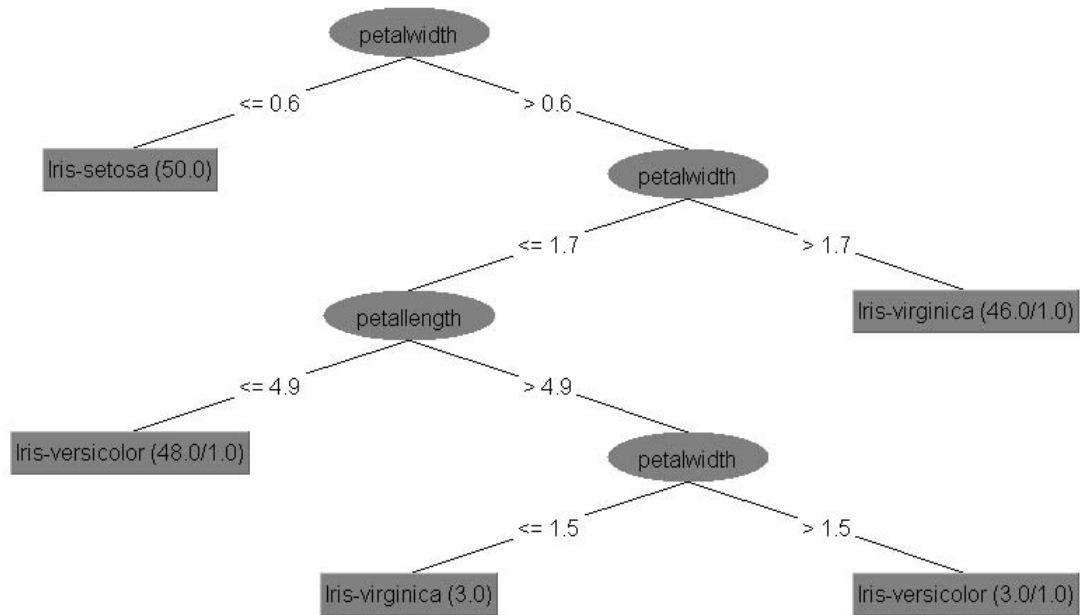 petalwidth
<= 0.6
> 0.6
Iris-setosa (50.0)
petalwidth
<= 1.7
> 1.7
petallength
Iris-virginica (46.0/1.0)
<= 4.9
> 4.9
Iris-versicolor (48.0/1.0)
petalwidth
<= 1.5
> 1.5
Iris-virginica (3.0)
Iris-versicolor (3.0/1.0)